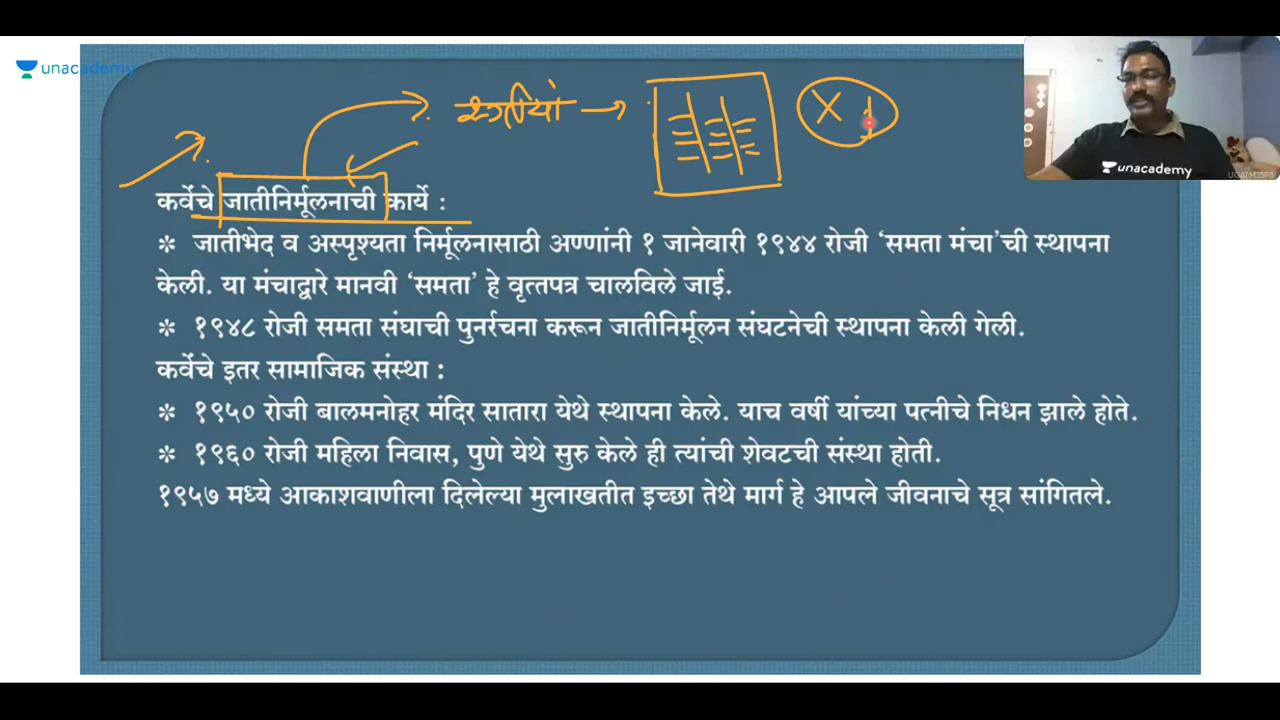 unacademy
स्त्रीयां
unacademy
कर्वेचे जातीनिर्मूलनाची कार्ये :
✻ जातीभेद व अस्पृश्यता निर्मूलनासाठी अण्णांनी १ जानेवारी १९४४ रोजी ‘समता मंचा’ची स्थापना
केली. या मंचाद्वारे मानवी ‘समता’ हे वृत्तपत्र चालविले जाई.
✻ १९४८ रोजी समता संघाची पुनर्रचना करून जातीनिर्मूलन संघटनेची स्थापना केली गेली.
कर्वेचे इतर सामाजिक संस्था :
✻ १९५० रोजी बालमनोहर मंदिर सातारा येथे स्थापना केले. याच वर्षी यांच्या पत्नीचे निधन झाले होते.
✻ १९६० रोजी महिला निवास, पुणे येथे सुरु केले ही त्यांची शेवटची संस्था होती.
१९५७ मध्ये आकाशवाणीला दिलेल्या मुलाखतीत इच्छा तेथे मार्ग हे आपले जीवनाचे सूत्र सांगितले.